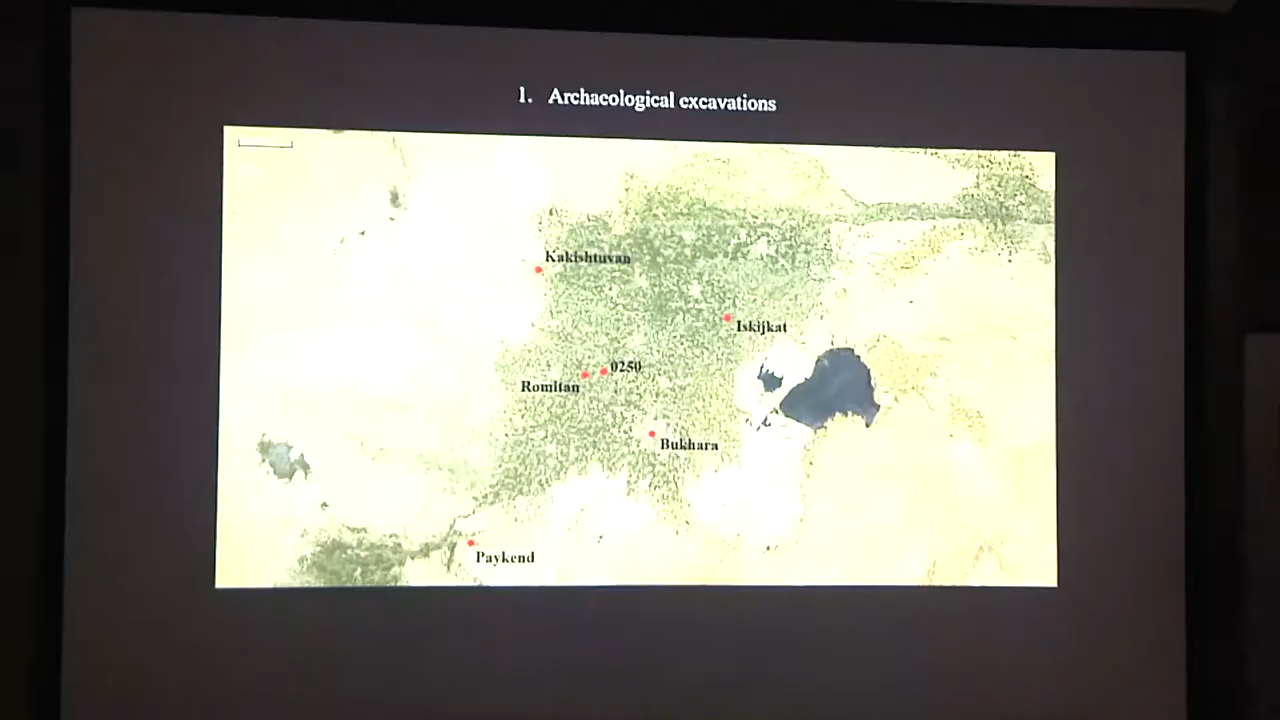 1. Archaeological excavations
Kakishtuvan
Iskijkat
0250
Romitan
Bukhara
Paykend